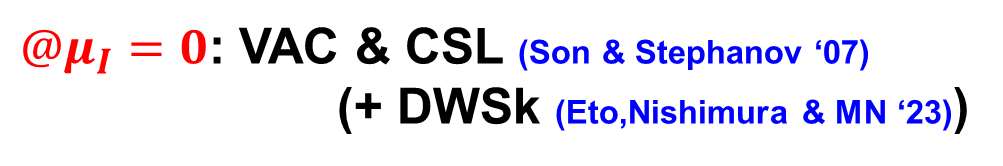 @μ_I = 0: VAC & CSL (Son & Stephanov ‘07)
(+ DWSk (Eto,Nishimura & MN ‘23))